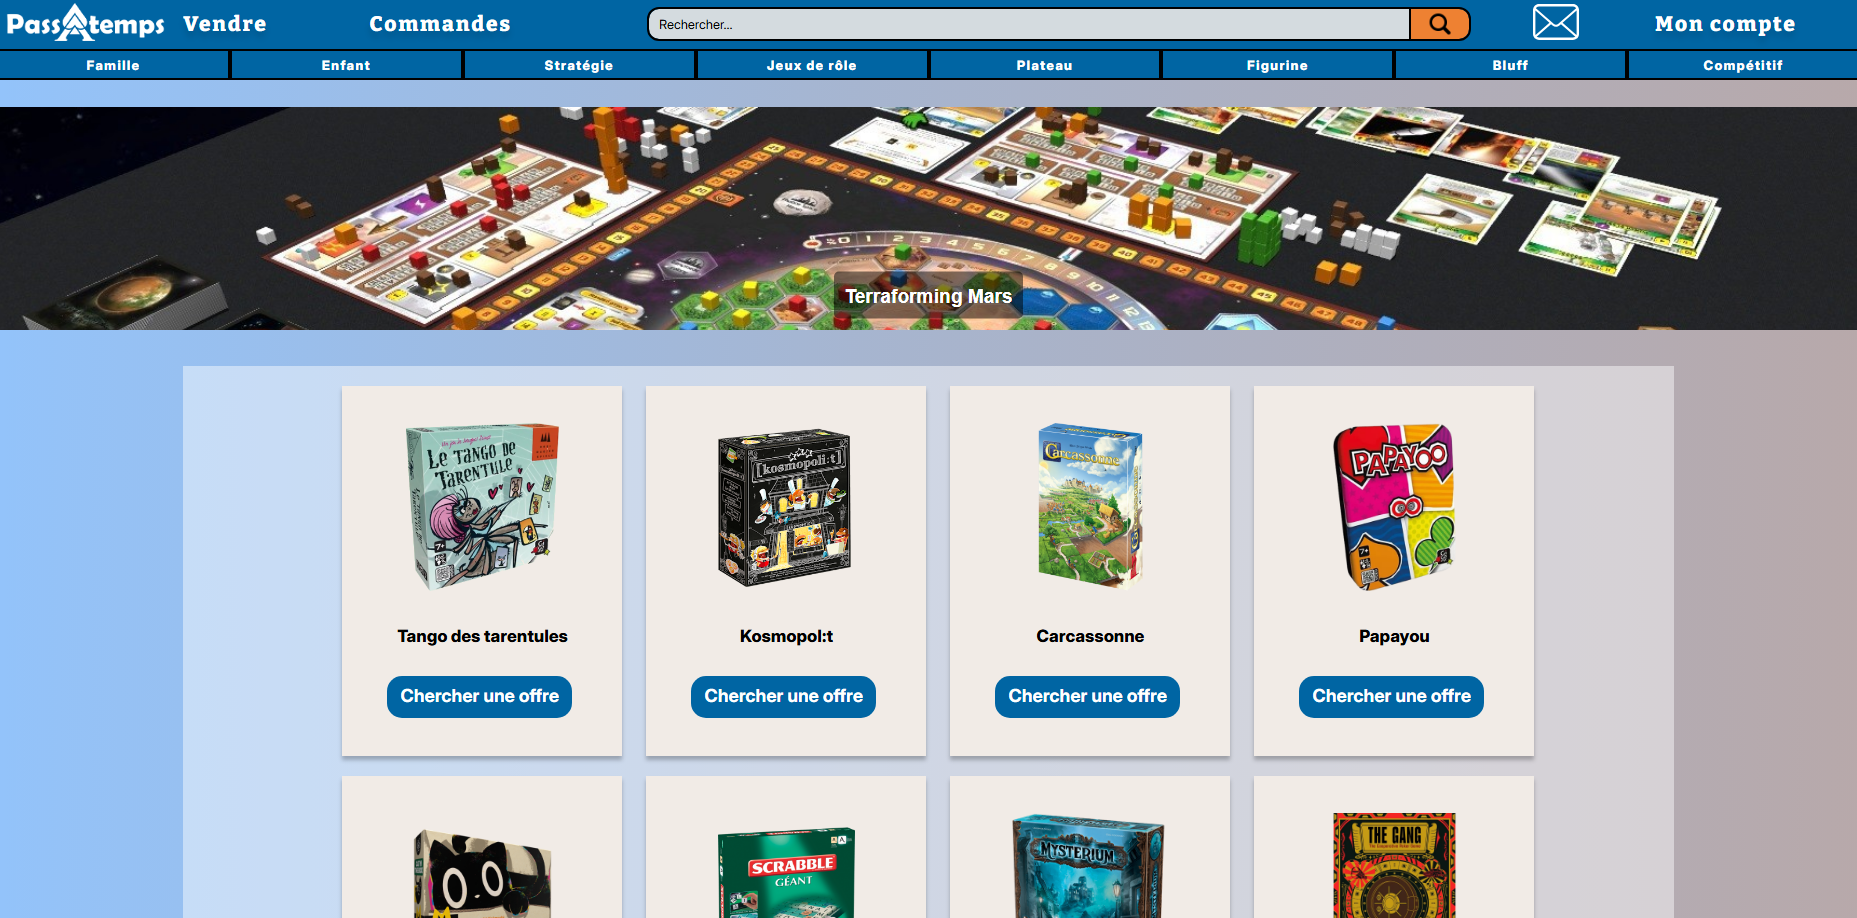 PassAtemps Vendre Commandes Rechercher... Mon compte
Famille Enfant Stratégie Jeux de rôle Plateau Figurine Bluff Compétitif
Terraforming Mars
LE TANGO DE
TARENTULE
7+
[kosmopoli:t]
Carcassonne
PAPAYOO
7+
Tango des tarentules Kosmopol:t Carcassonne Papayou
Chercher une offre Chercher une offre Chercher une offre Chercher une offre
SCRABBLE
GÉANT
MYSTERIUM
THE GANG